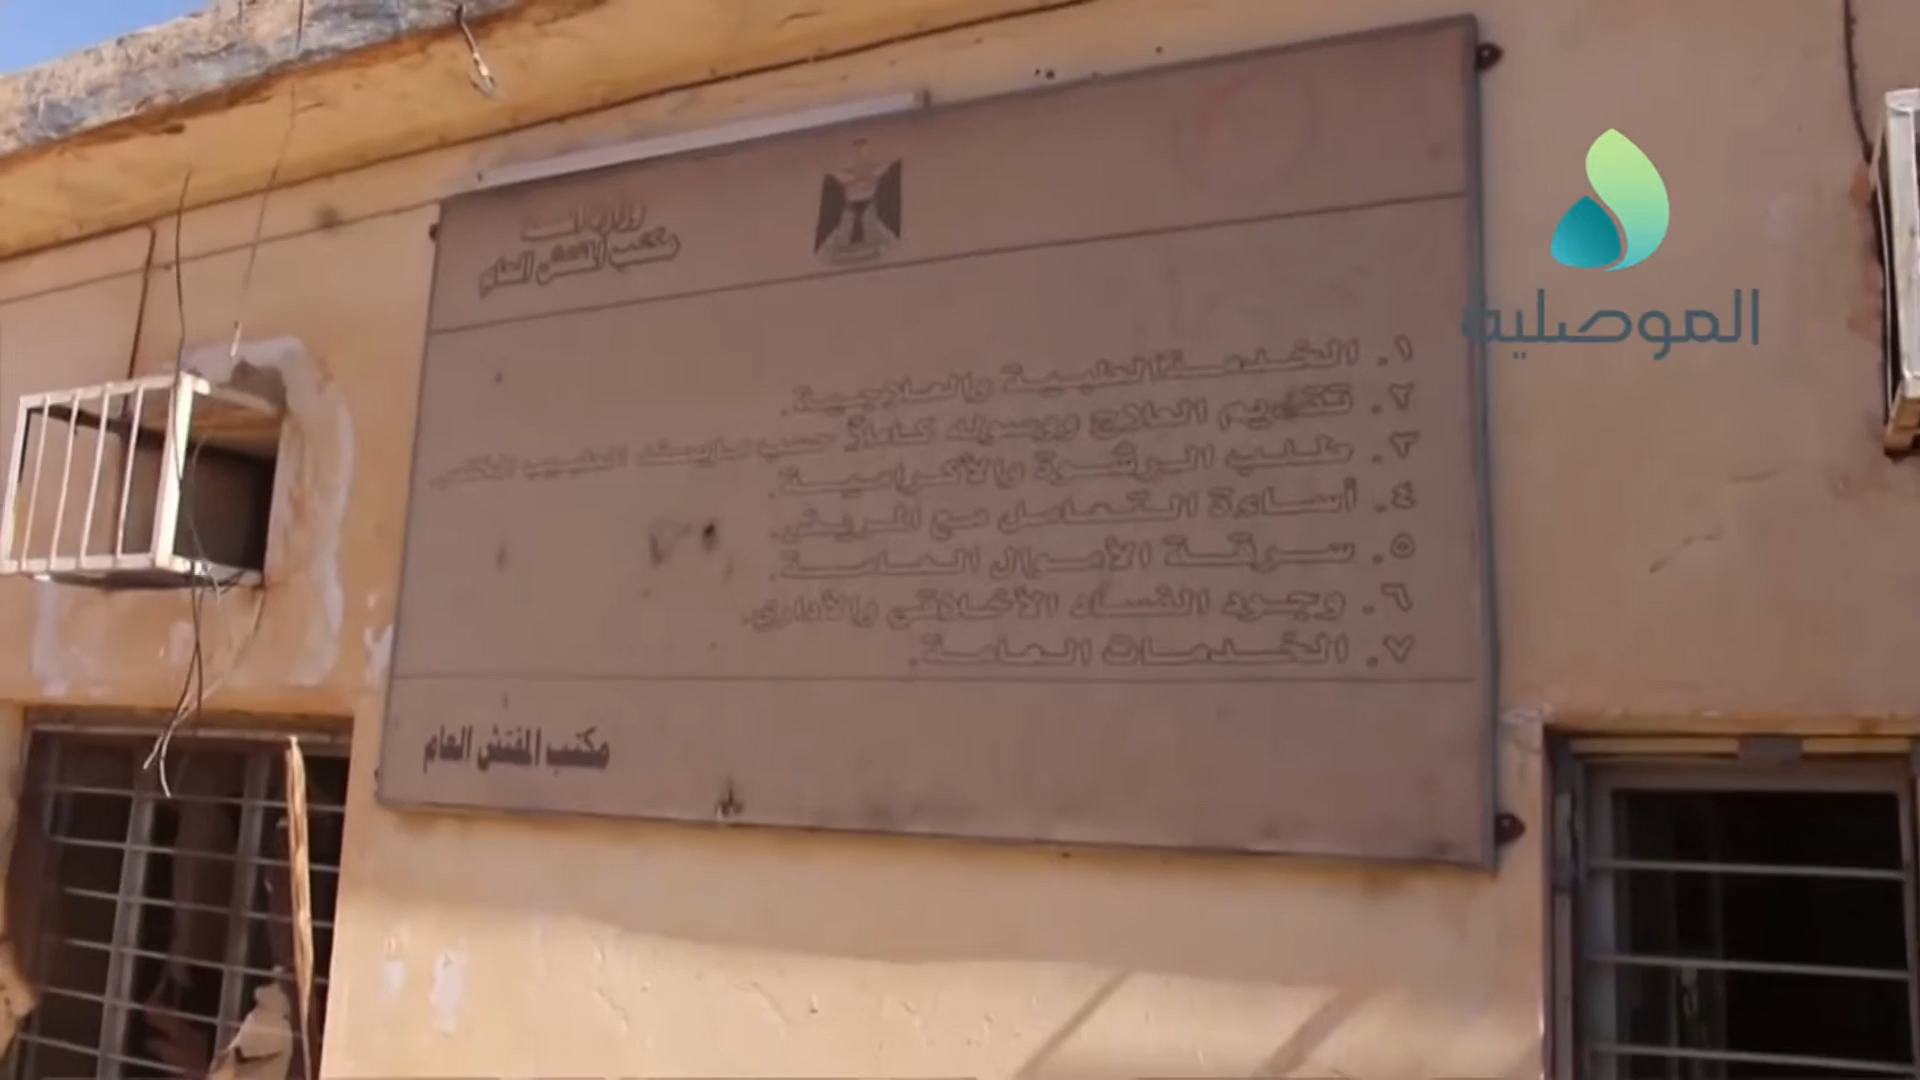 وزارة الصحة
مكتب المفتش العام
الموصلية
١. الخدمة الطبية والعلاجية.
٢. تقديم العلاج ووصوله كاملاً حسب الطبيب
٣. طلب الرشوة والأكرامية.
٤. أساءة التعامل مع المريض.
٥. سرقة الأموال العامة.
٦. وجود الفساد الأخلاقي والأداري.
٧. الخدمات العامة.
مكتب المفتش العام